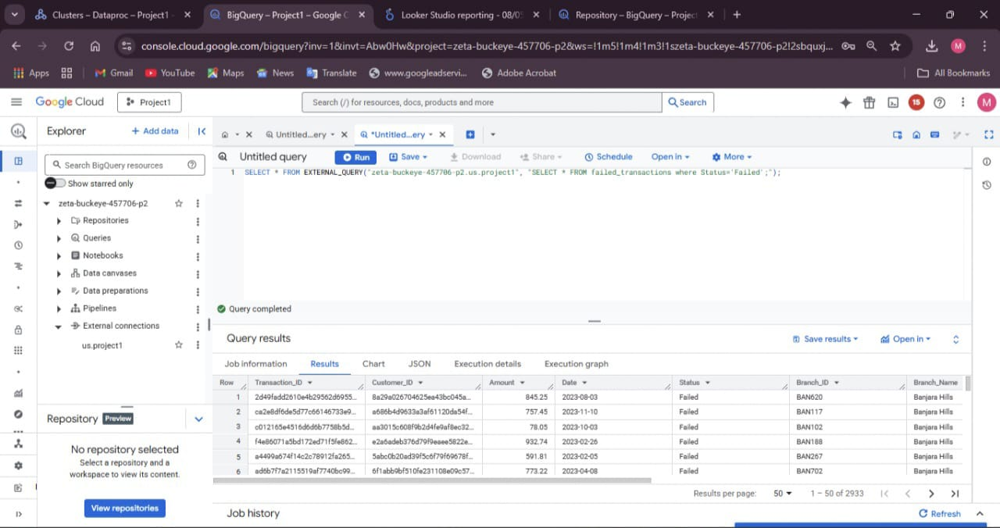 Clusters – Dataproc – Project1
BigQuery – Project1 – Google C
Looker Studio reporting - 08/05
Repository – BigQuery – Project
console.cloud.google.com/bigquery?inv=1&invt=Abw0Hw&project=zeta-buckeye-457706-p2&ws=!1m5!1m4!1m3!1szeta-buckeye-457706-p2!2sbquxj...
M
Apps
Gmail
YouTube
Maps
News
Translate
www.googleadservi...
Adobe Acrobat
All Bookmarks
Google Cloud
Project1
Search (/) for resources, docs, products and more
Search
15
M
Explorer
+ Add data
Untitled...ery
*Untitled...ery
Search BigQuery resources
Show starred only
zeta-buckeye-457706-p2
Repositories
Queries
Notebooks
Data canvases
Data preparations
Pipelines
External connections
us.project1
Repository Preview
No repository selected
Select a repository and a
workspace to view its content.
View repositories
Untitled query
Run
Save
Download
Share
Schedule
Open in
More
1 SELECT * FROM EXTERNAL_QUERY("zeta-buckeye-457706-p2.us.project1", "SELECT * FROM failed_transactions where Status='Failed';");
Query completed
Query results
Save results
Open in
Job information Results Chart JSON Execution details Execution graph
Row Transaction_ID Customer_ID Amount Date Status Branch_ID Branch_Name
1 2d49fadd2610e4b29562d6955... 8a29a026704625ea43bc045a... 845.25 2023-08-03 Failed BAN620 Banjara Hills
2 ca2e8df6de5d77c66146733e9... a686b4d9633a3af61120da54f... 757.45 2023-11-10 Failed BAN117 Banjara Hills
3 c012165e4516d6d6b7758b5d... aa3015c608f9b2d4fe9af8ec32... 78.05 2023-10-03 Failed BAN102 Banjara Hills
4 f4e86071a5bd172ed71f5fe862... e2a6adeb376d79f9eaee5822e... 932.74 2023-02-26 Failed BAN188 Banjara Hills
5 a4499a674f14c2c78912fa265... 5abc0b20ad39f5c6f79f69678f... 591.81 2023-02-05 Failed BAN267 Banjara Hills
6 ad6b7f7a2115519af7740bc99... 6f1abb9bf510fe231108e09c57... 773.22 2023-04-08 Failed BAN702 Banjara Hills
Results per page: 50 1 – 50 of 2933
Job history
Refresh